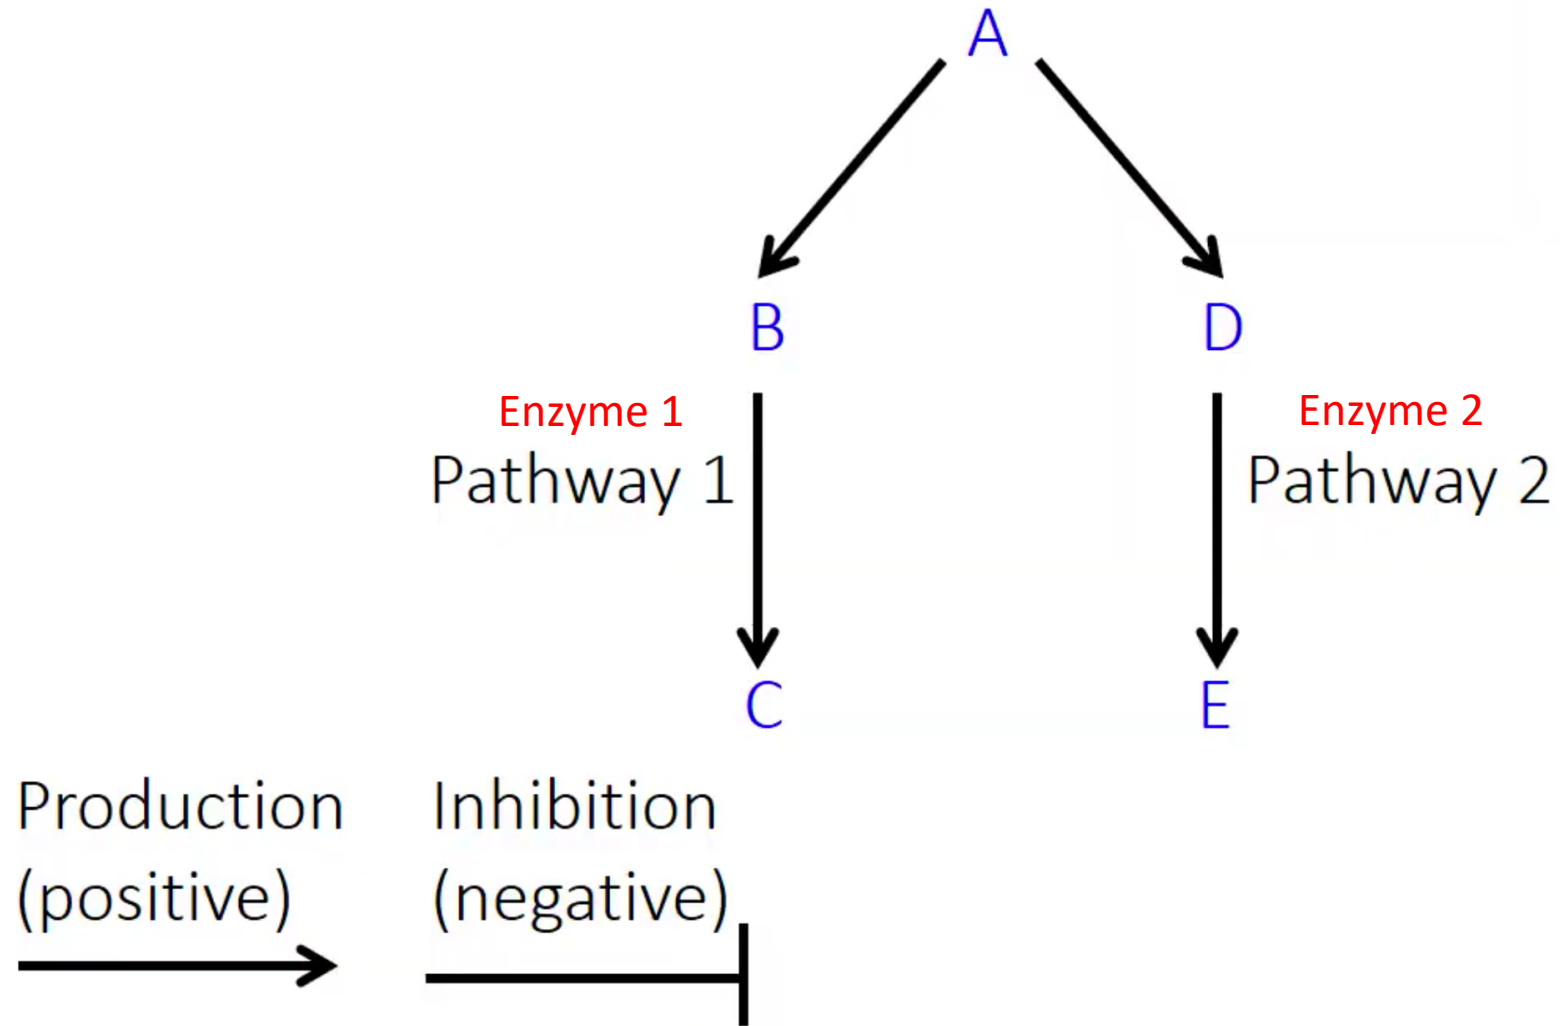 A
B
D
Enzyme 1
Enzyme 2
Pathway 1
Pathway 2
C
E
Production
(positive)
Inhibition
(negative)